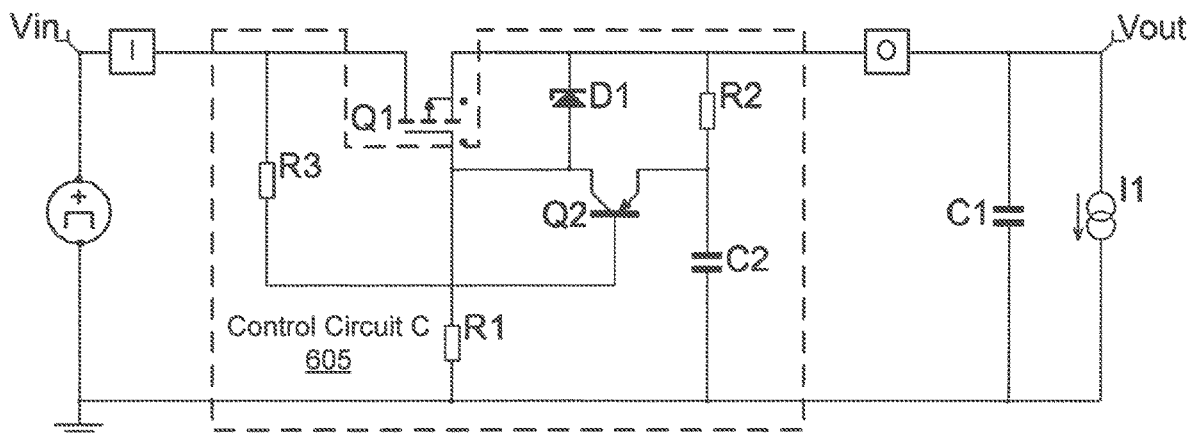 Vin
I
O
Vout
Q1
D1
R2
R3
Q2
C2
C1
I1
R1
Control Circuit C
605